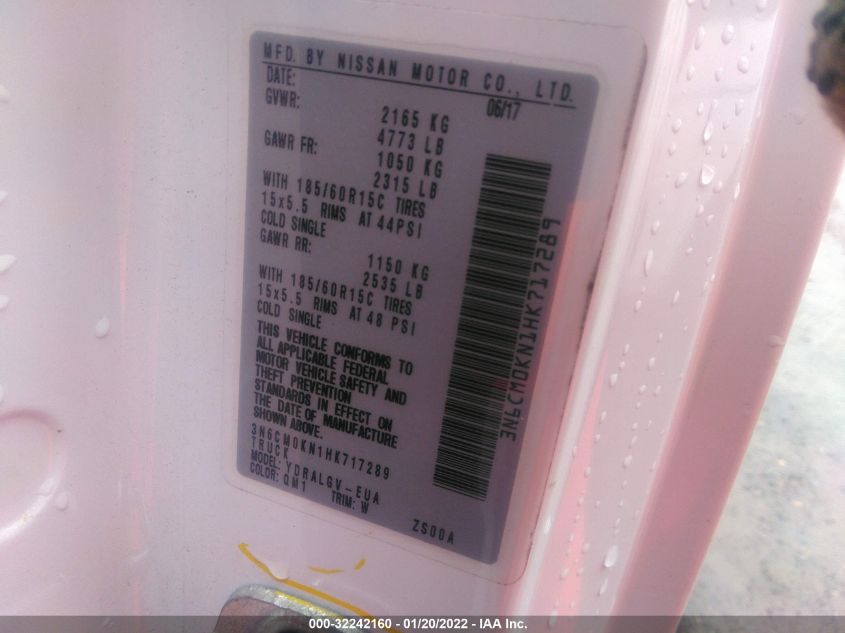 MFD. BY NISSAN MOTOR CO., LTD.
DATE: 06/17
GVWR: 2165 KG
4773 LB
GAWR FR: 1050 KG
2315 LB
WITH 185/60R15C TIRES
15x5.5 RIMS AT 44PSI
COLD SINGLE
GAWR RR: 1150 KG
2535 LB
WITH 185/60R15C TIRES
15x5.5 RIMS AT 48 PSI
COLD SINGLE
THIS VEHICLE CONFORMS TO
ALL APPLICABLE FEDERAL
MOTOR VEHICLE SAFETY AND
THEFT PREVENTION
STANDARDS IN EFFECT ON
THE DATE OF MANUFACTURE
SHOWN ABOVE.
3N6CM0KN1HK717289
TRUCK
MODEL: YDRALGV-EUA
COLOR: QM1 TRIM: W
ZS00A
3N6CM0KN1HK717289
000-32242160 - 01/20/2022 - IAA Inc.